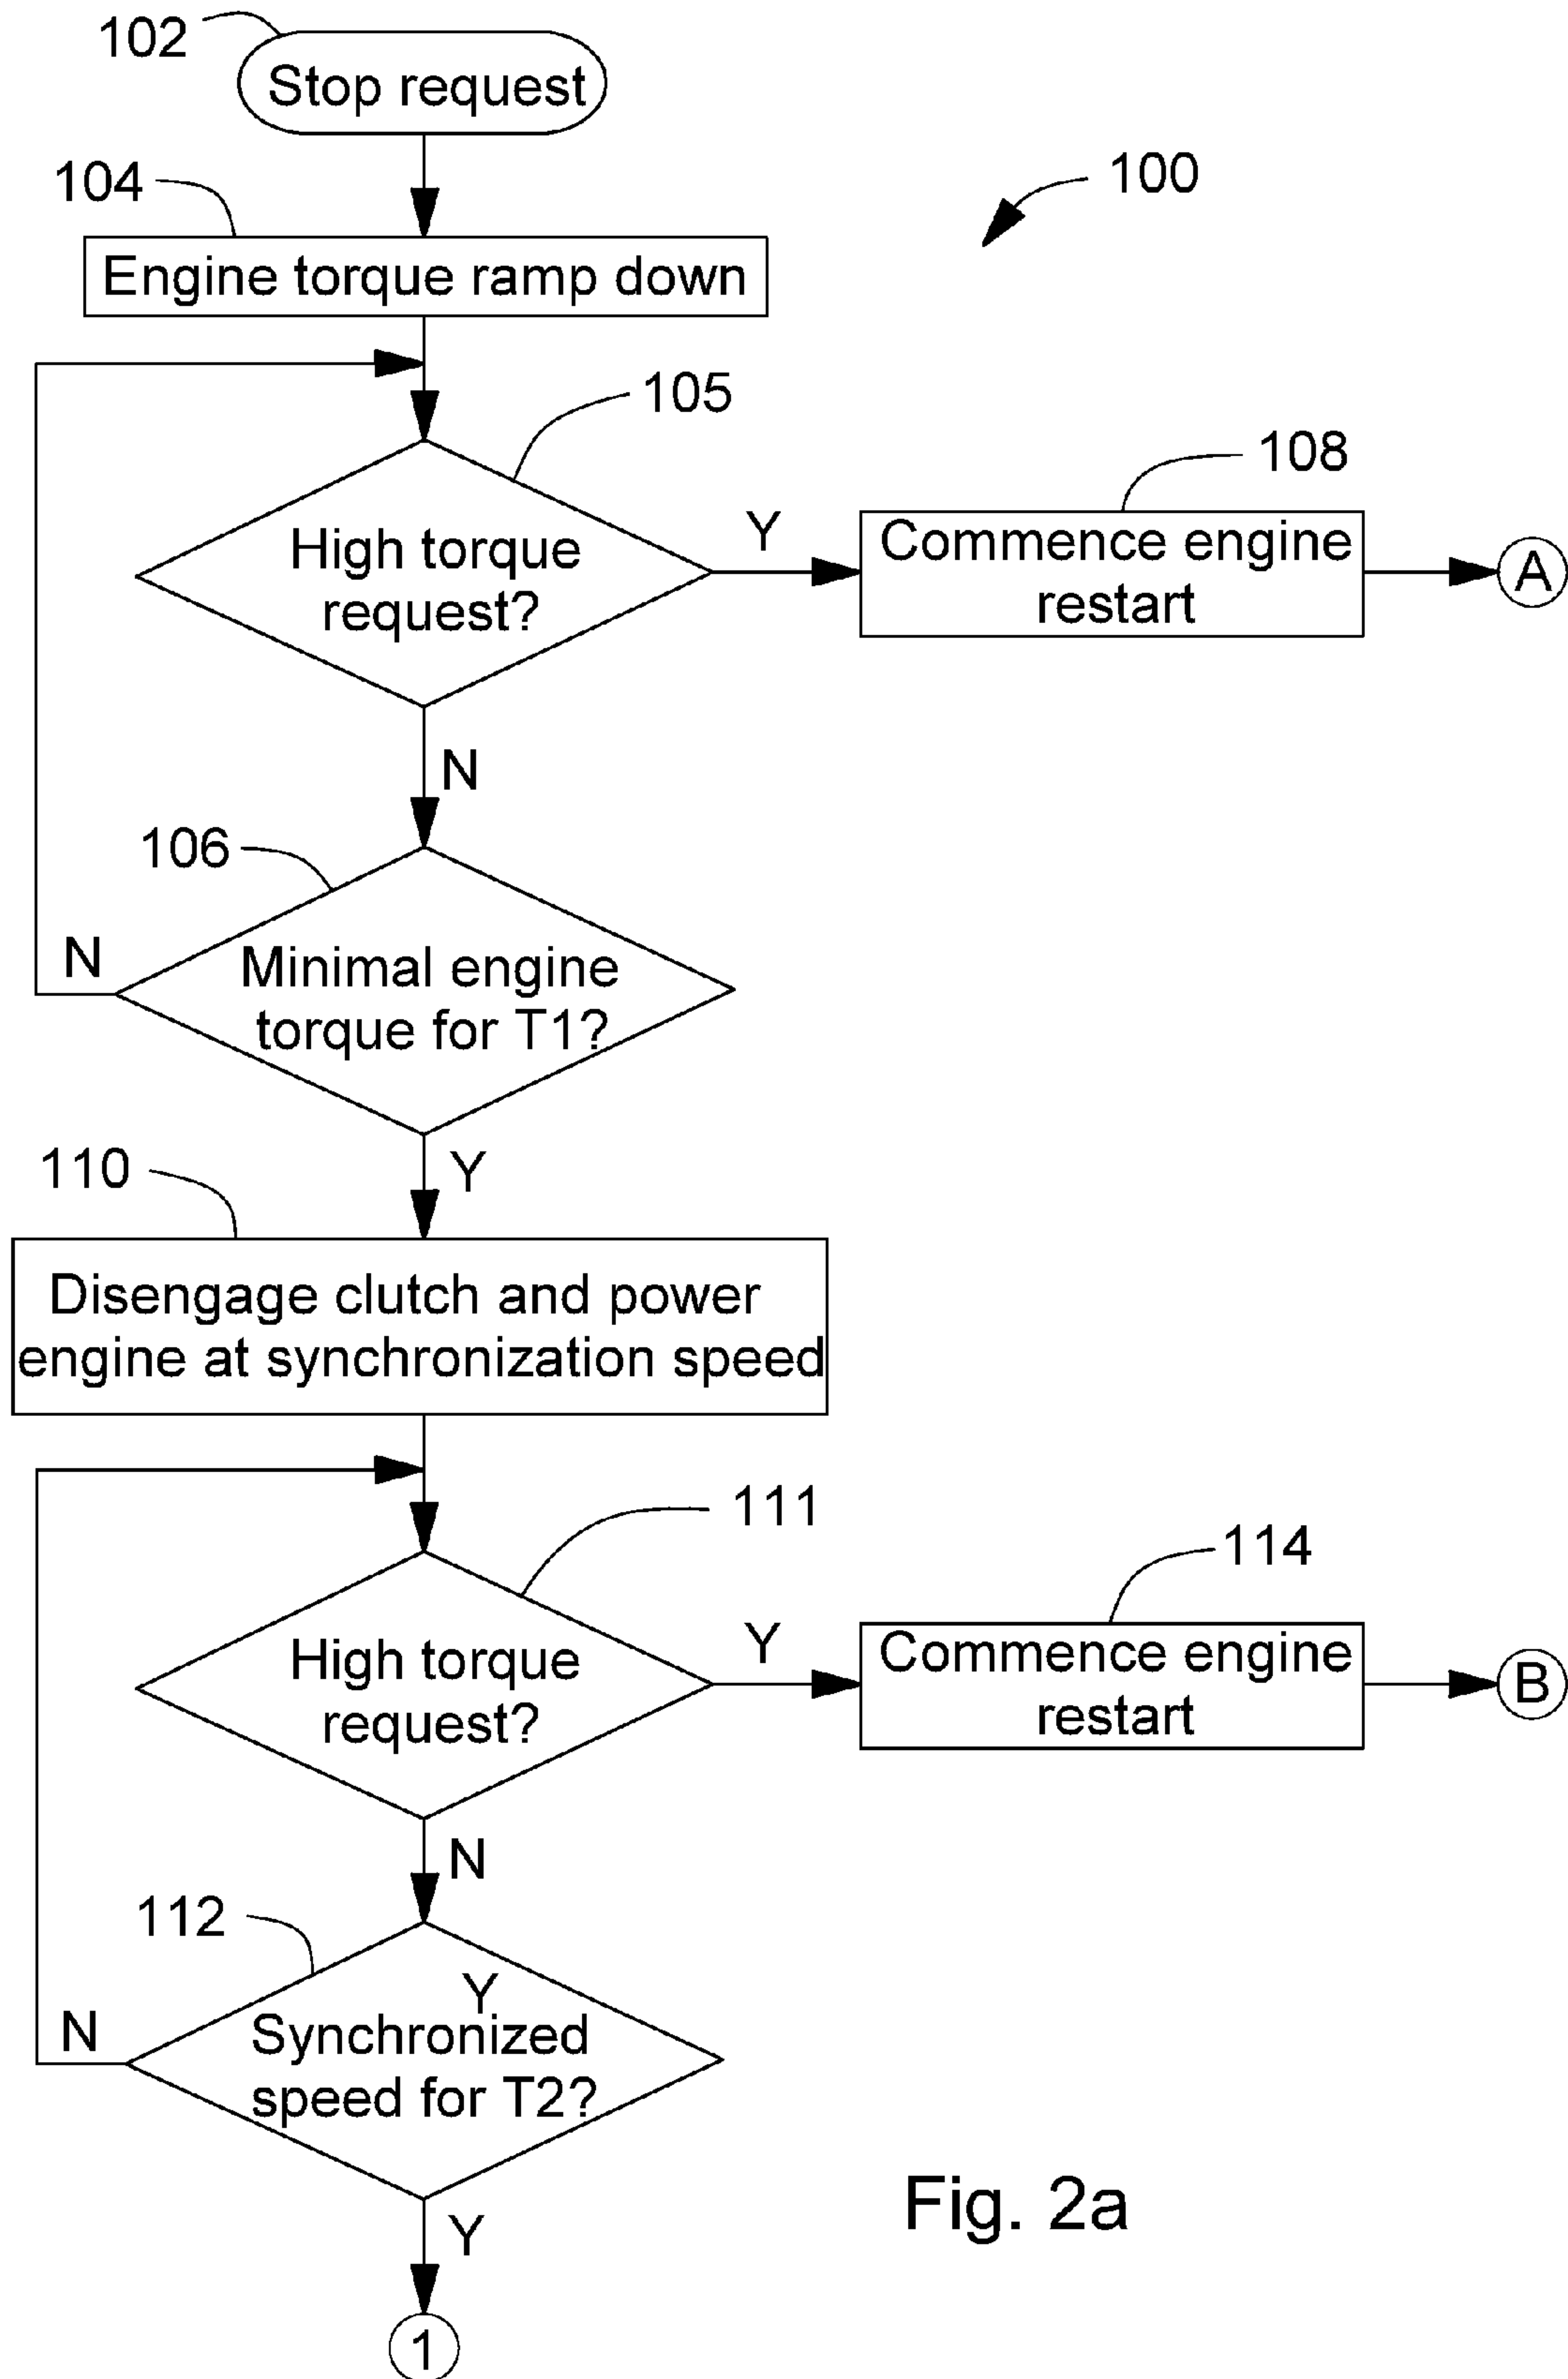 102
Stop request
104
100
Engine torque ramp down
105
108
High torque
request?
Y
Commence engine
restart
A
N
106
N
Minimal engine
torque for T1?
110
Y
Disengage clutch and power
engine at synchronization speed
111
114
High torque
request?
Y
Commence engine
restart
B
N
112
Y
N
Synchronized
speed for T2?
Y
Fig. 2a
1